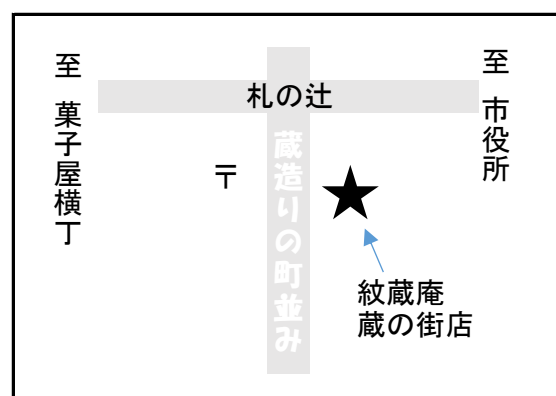 至 菓子屋横丁
札の辻
至 市役所
〒
蔵造りの町並み
紋蔵庵
蔵の街店